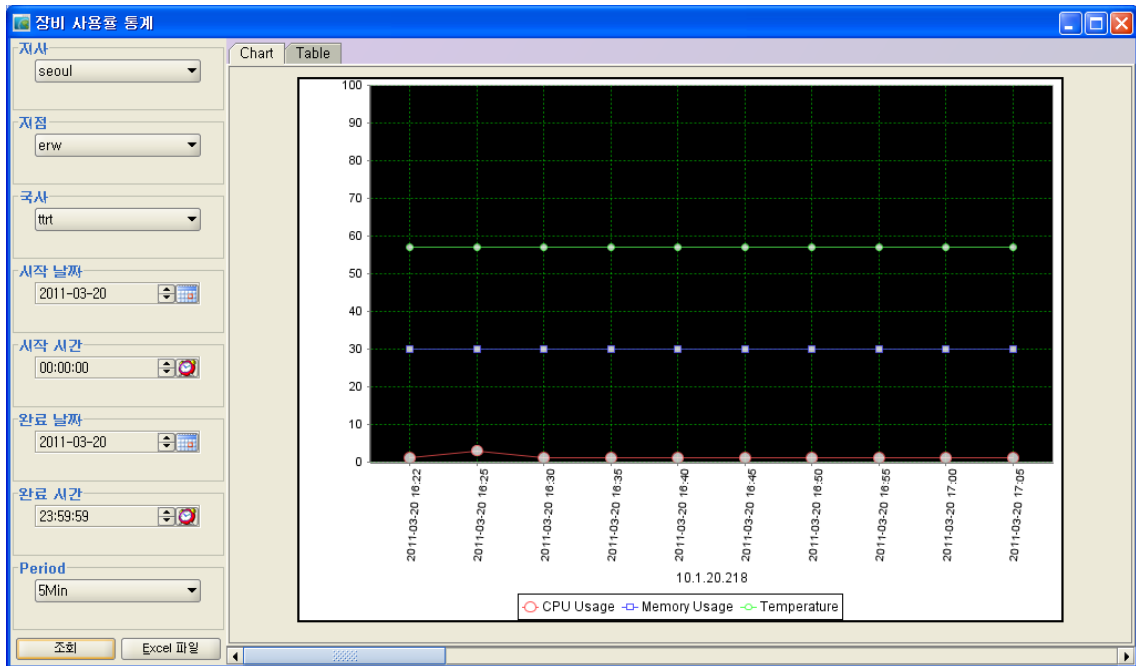 장비 사용률 통계
지사
seoul
지점
erw
국사
ttrt
시작 날짜
2011-03-20
시작 시간
00:00:00
완료 날짜
2011-03-20
완료 시간
23:59:59
Period
5Min
조회
Excel 파일
Chart
Table
100
90
80
70
60
50
40
30
20
10
0
2011-03-20 16:22
2011-03-20 16:25
2011-03-20 16:30
2011-03-20 16:35
2011-03-20 16:40
2011-03-20 16:45
2011-03-20 16:50
2011-03-20 16:55
2011-03-20 17:00
2011-03-20 17:05
10.1.20.218
CPU Usage
Memory Usage
Temperature